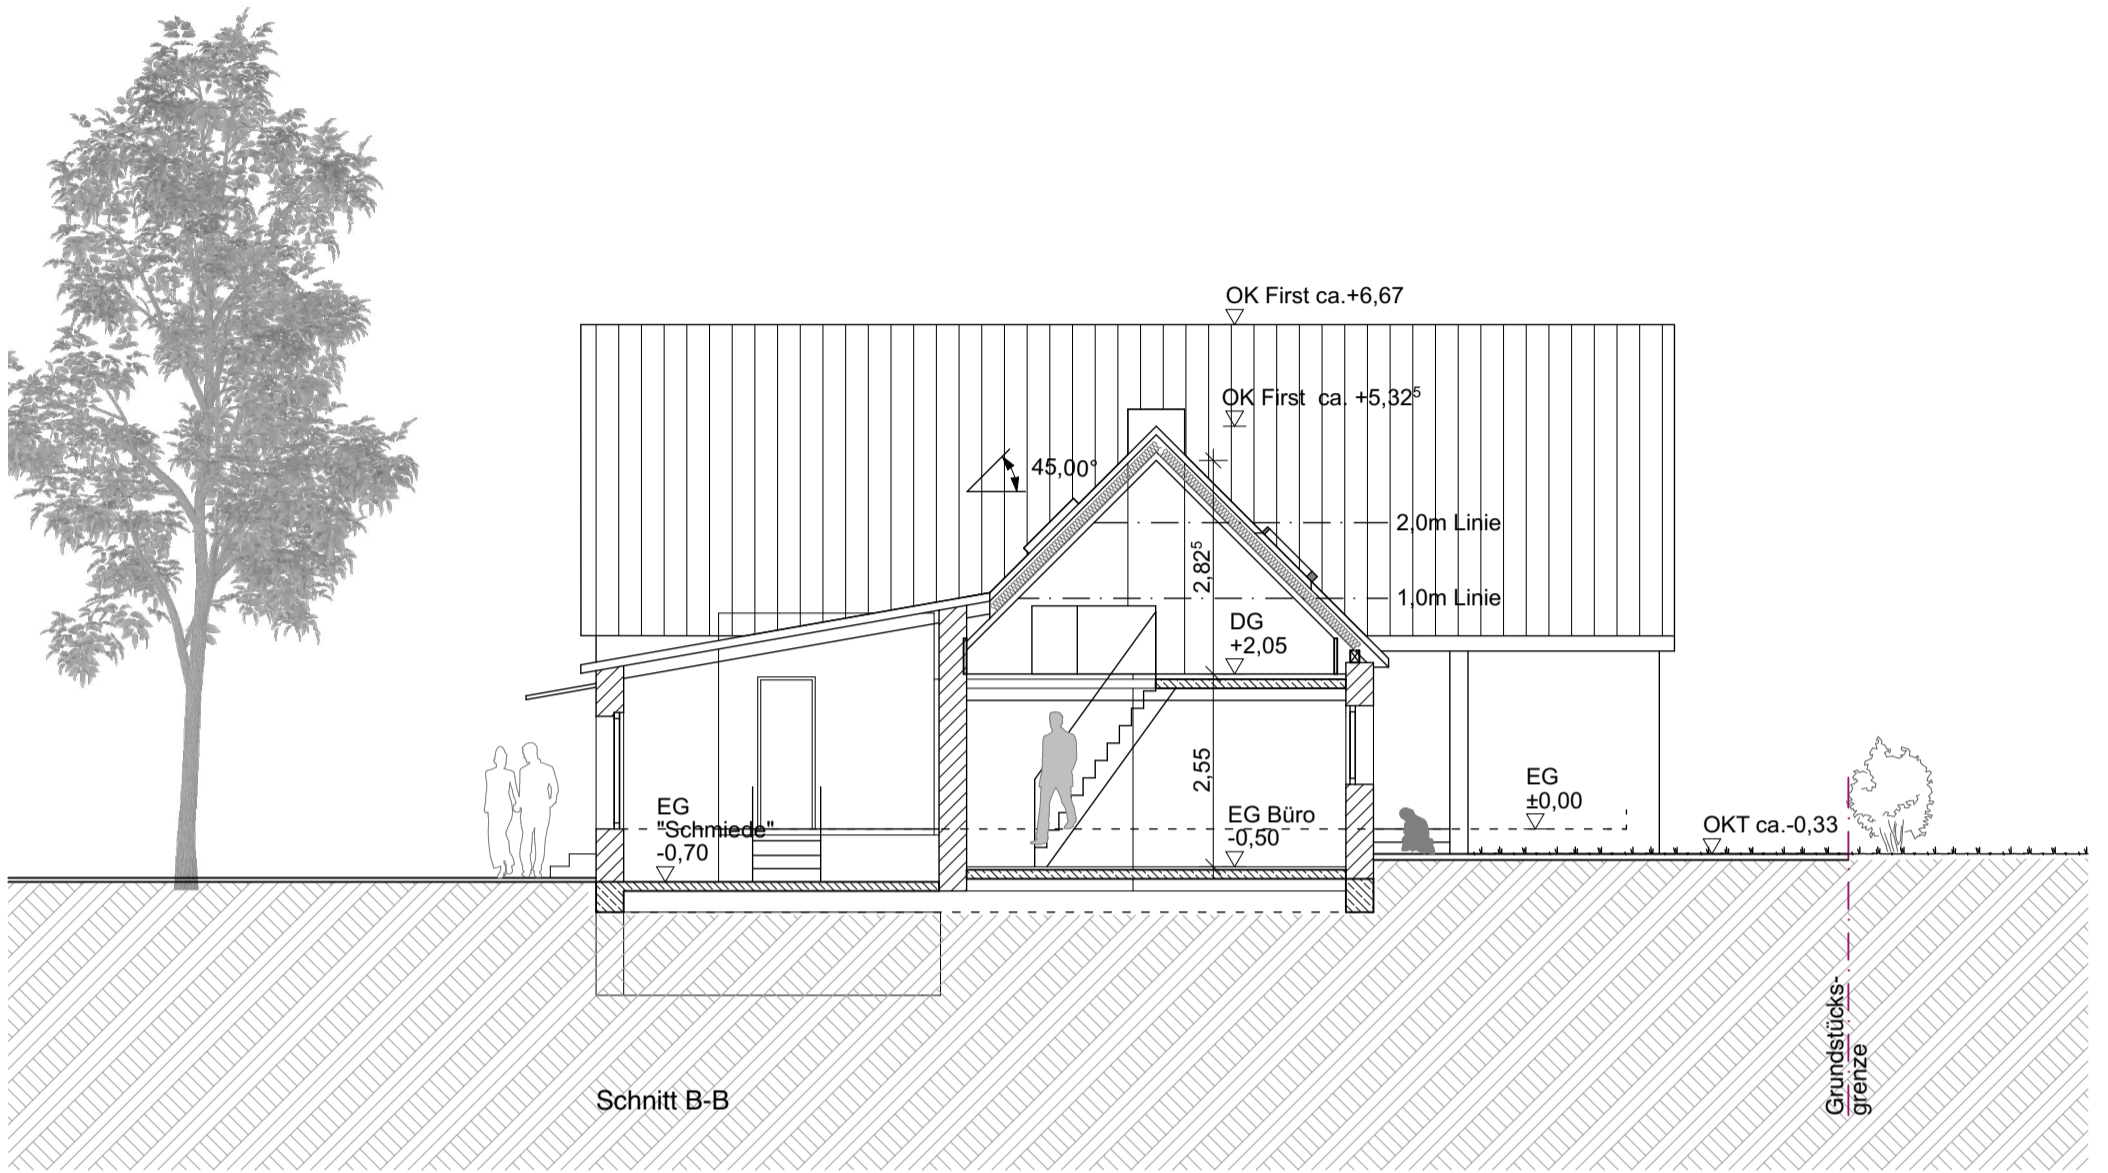 OK First ca.+6,67
OK First ca. +5,32⁵
45,00°
2,0m Linie
2,82⁵
1,0m Linie
DG
+2,05
2,55
EG
±0,00
EG
"Schmiede"
-0,70
EG Büro
-0,50
OKT ca.-0,33
Grundstücks-
grenze
Schnitt B-B